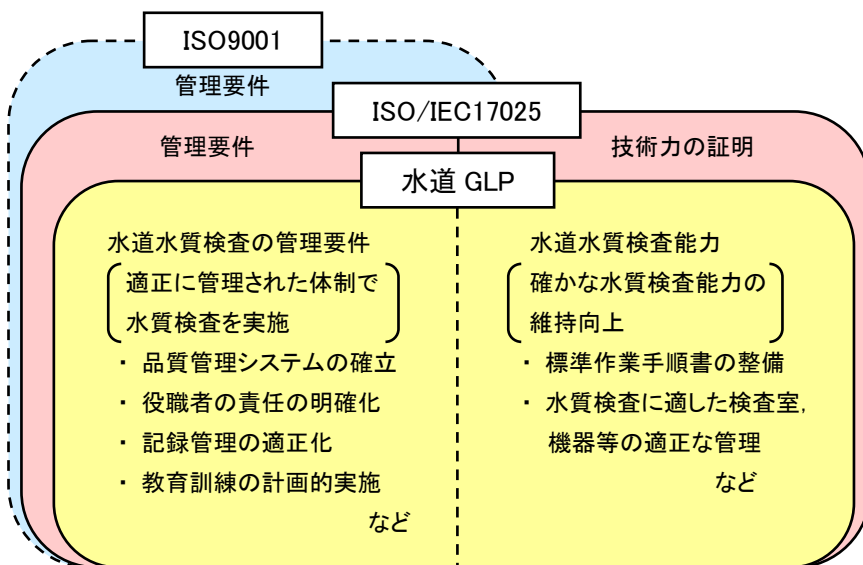 ISO9001
管理要件
ISO/IEC17025
管理要件
技術力の証明
水道 GLP
水道水質検査の管理要件
適正に管理された体制で
水質検査を実施
・ 品質管理システムの確立
・ 役職者の責任の明確化
・ 記録管理の適正化
・ 教育訓練の計画的実施
など
水道水質検査能力
確かな水質検査能力の
維持向上
・ 標準作業手順書の整備
・ 水質検査に適した検査室,
機器等の適正な管理
など